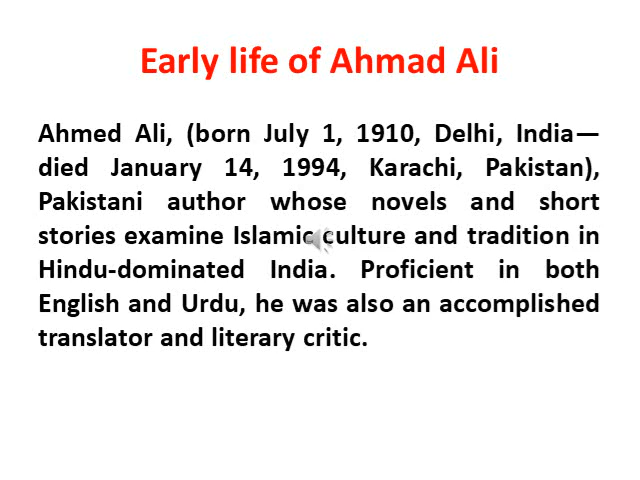 Early life of Ahmad Ali
Ahmed Ali, (born July 1, 1910, Delhi, India—
died January 14, 1994, Karachi, Pakistan),
Pakistani author whose novels and short
stories examine Islamic culture and tradition in
Hindu-dominated India. Proficient in both
English and Urdu, he was also an accomplished
translator and literary critic.